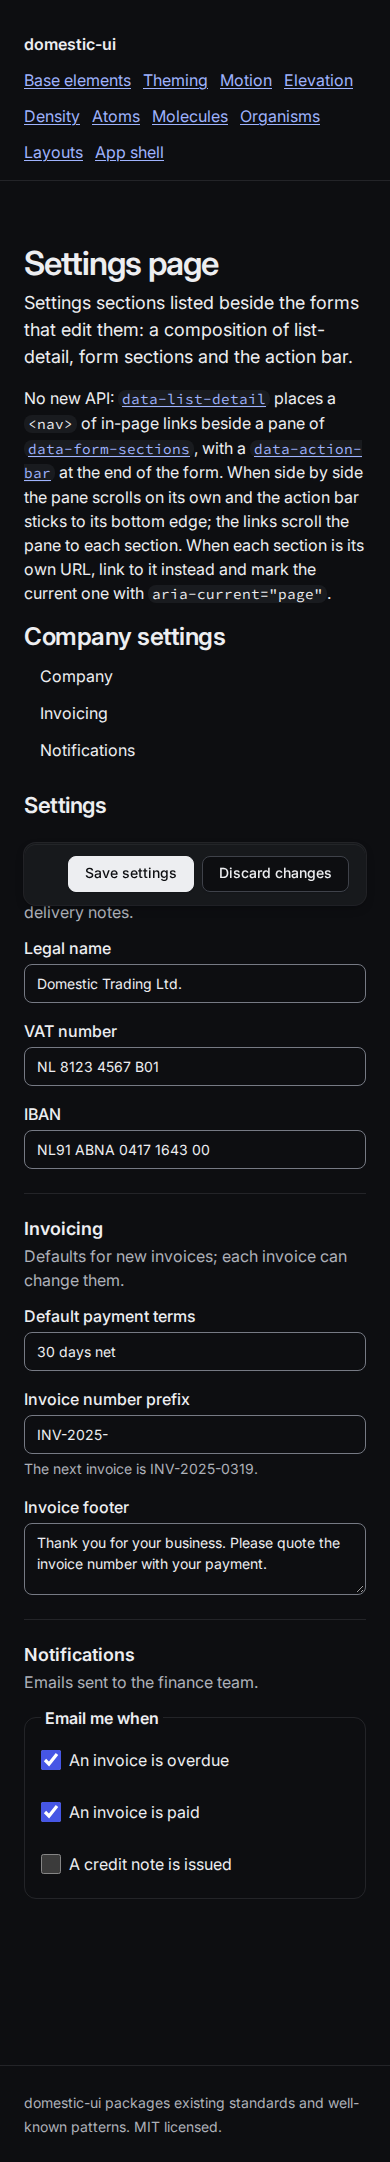 domestic-ui
Base elements Theming Motion Elevation
Density Atoms Molecules Organisms
Layouts App shell
Settings page
Settings sections listed beside the forms
that edit them: a composition of list-
detail, form sections and the action bar.
No new API: data-list-detail places a
<nav> of in-page links beside a pane of
data-form-sections, with a data-action-
bar at the end of the form. When side by side
the pane scrolls on its own and the action bar
sticks to its bottom edge; the links scroll the
pane to each section. When each section is its
own URL, link to it instead and mark the
current one with aria-current="page".
Company settings
Company
Invoicing
Notifications
Settings
Save settings Discard changes
delivery notes.
Legal name
Domestic Trading Ltd.
VAT number
NL 8123 4567 B01
IBAN
NL91 ABNA 0417 1643 00
Invoicing
Defaults for new invoices; each invoice can
change them.
Default payment terms
30 days net
Invoice number prefix
INV-2025-
The next invoice is INV-2025-0319.
Invoice footer
Thank you for your business. Please quote the
invoice number with your payment.
Notifications
Emails sent to the finance team.
Email me when
An invoice is overdue
An invoice is paid
A credit note is issued
domestic-ui packages existing standards and well-
known patterns. MIT licensed.